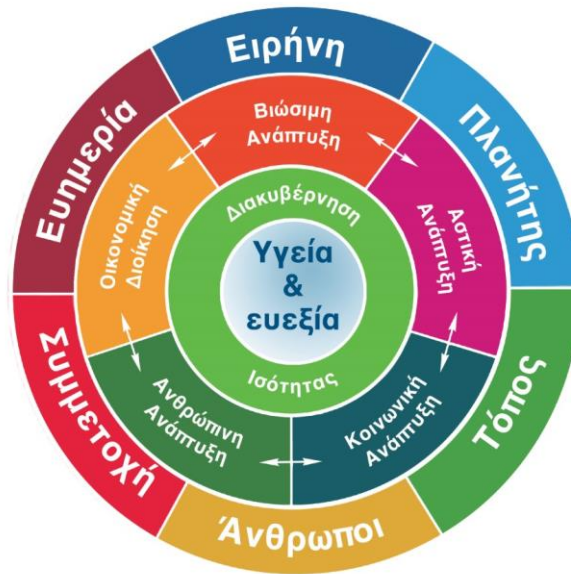 Ειρήνη
Πλανήτης
Τόπος
Άνθρωποι
Συμμετοχή
Ευημερία
Βιώσιμη
Ανάπτυξη
Αστική
Ανάπτυξη
Κοινωνική
Ανάπτυξη
Ανθρώπινη
Ανάπτυξη
Οικονομική
Διοίκηση
Διακυβέρνηση
Ισότητας
Υγεία
&
ευεξία